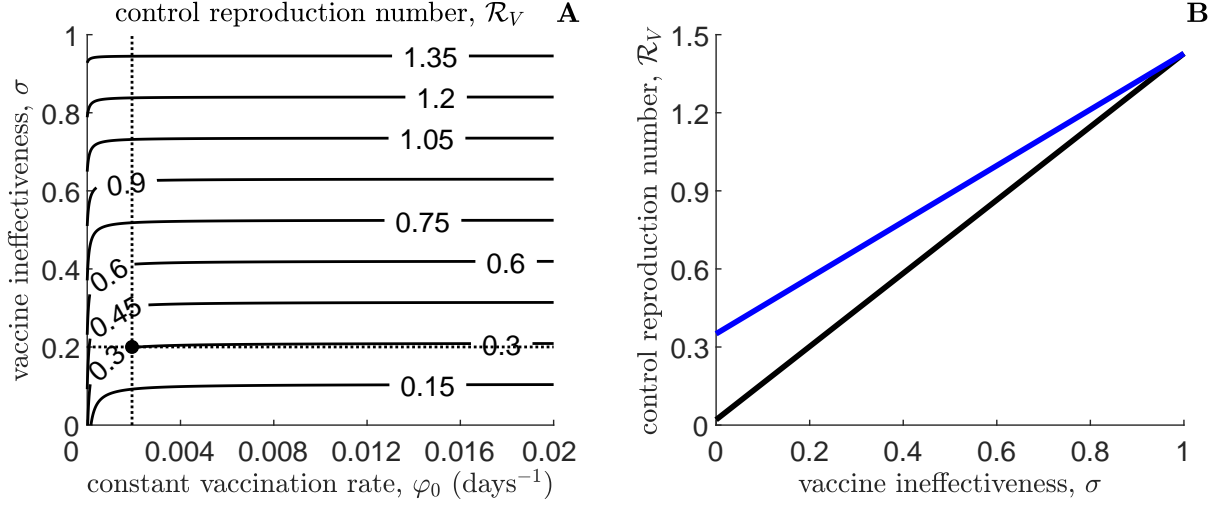 control reproduction number, 𝓡_V A
vaccine ineffectiveness, σ
1
0.8
0.6
0.4
0.2
0
1.35
1.2
1.05
0.9
0.75
0.6
0.6
0.45
0.3
0.3
0.15
0 0.004 0.008 0.012 0.016 0.02
constant vaccination rate, φ₀ (days⁻¹)
B
control reproduction number, 𝓡_V
1.5
1.2
0.9
0.6
0.3
0
0 0.2 0.4 0.6 0.8 1
vaccine ineffectiveness, σ